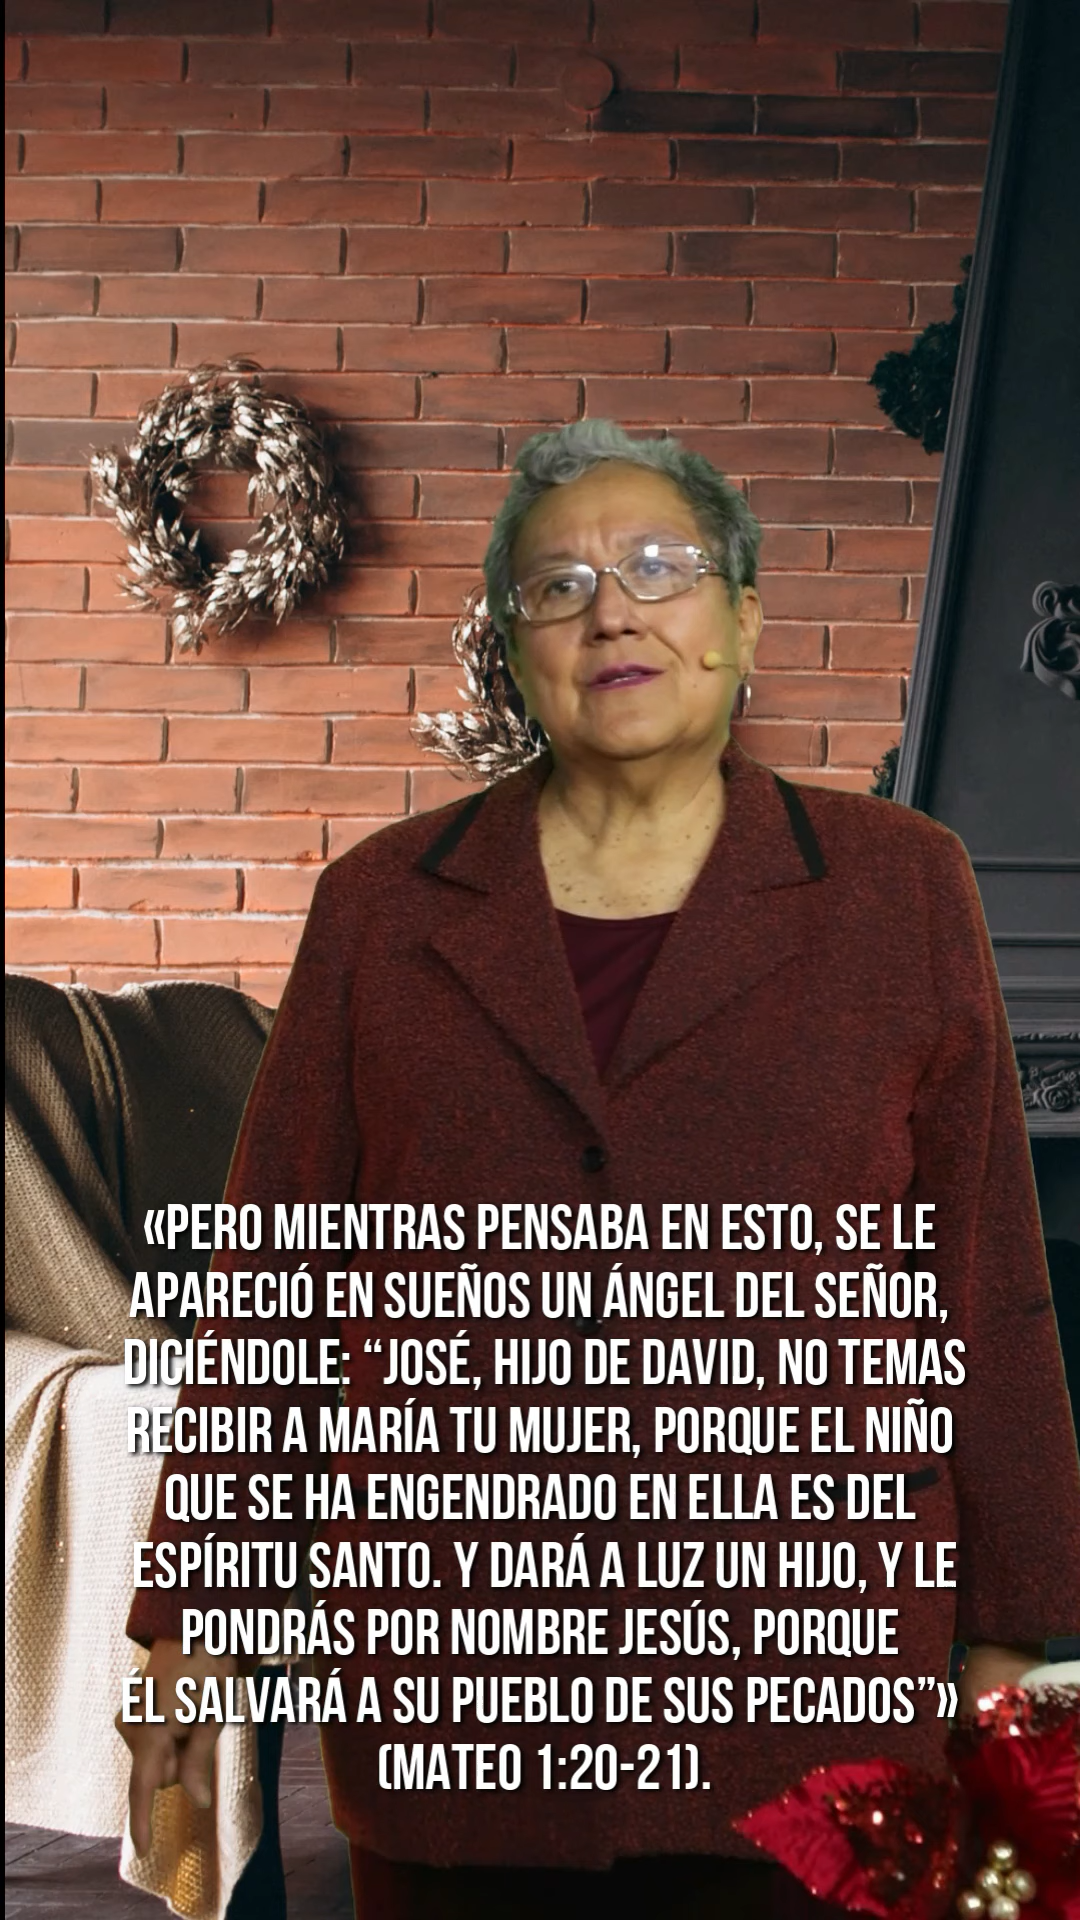 «PERO MIENTRAS PENSABA EN ESTO, SE LE
APARECIÓ EN SUEÑOS UN ÁNGEL DEL SEÑOR,
DICIÉNDOLE: “JOSÉ, HIJO DE DAVID, NO TEMAS
RECIBIR A MARÍA TU MUJER, PORQUE EL NIÑO
QUE SE HA ENGENDRADO EN ELLA ES DEL
ESPÍRITU SANTO. Y DARÁ A LUZ UN HIJO, Y LE
PONDRÁS POR NOMBRE JESÚS, PORQUE
ÉL SALVARÁ A SU PUEBLO DE SUS PECADOS”»
(MATEO 1:20-21).